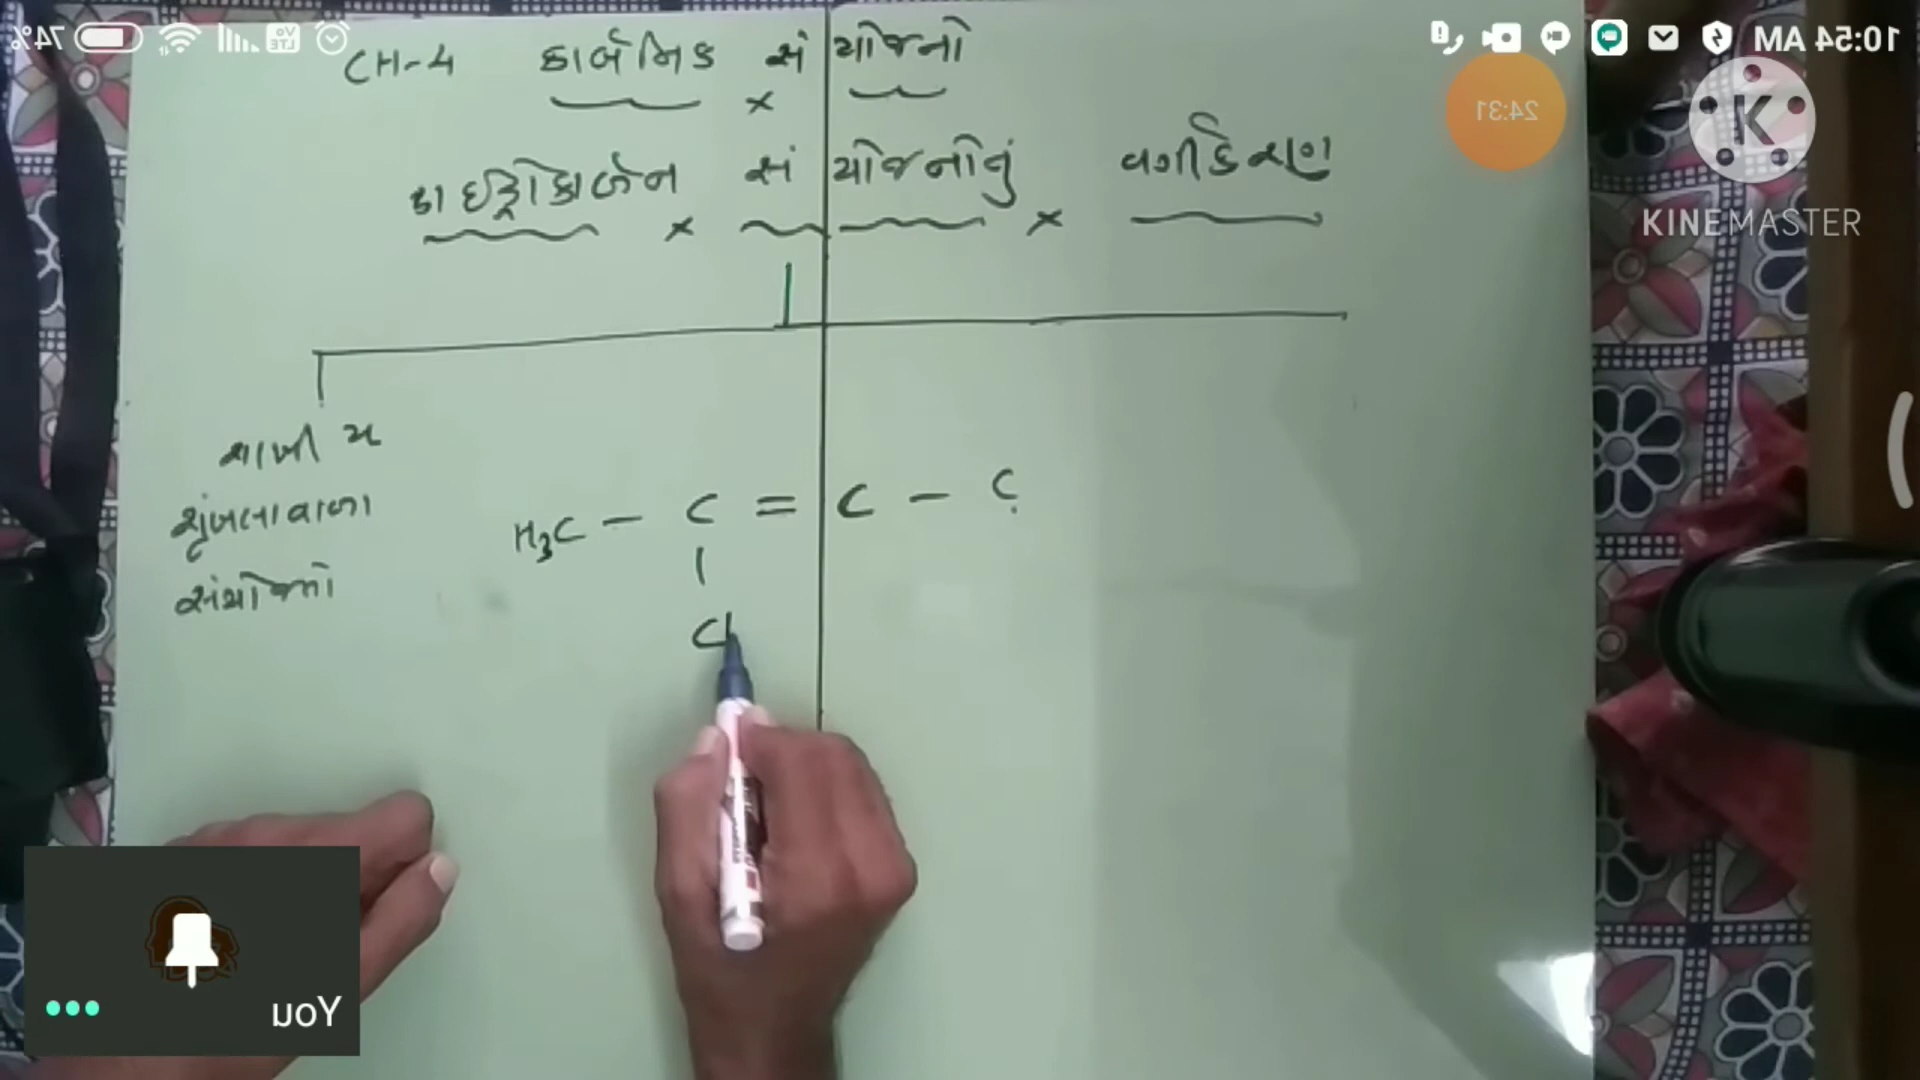 74% 10:54 AM
24:31
K
KINEMASTER
CH-4 કાર્બનિક સંયોજનો
હાઇડ્રોકાર્બન સંયોજનોનું વર્ગીકરણ
શાખીય
શૃંખલાવાળા
સંયોજનો
H₃C - C = C - C
C
You